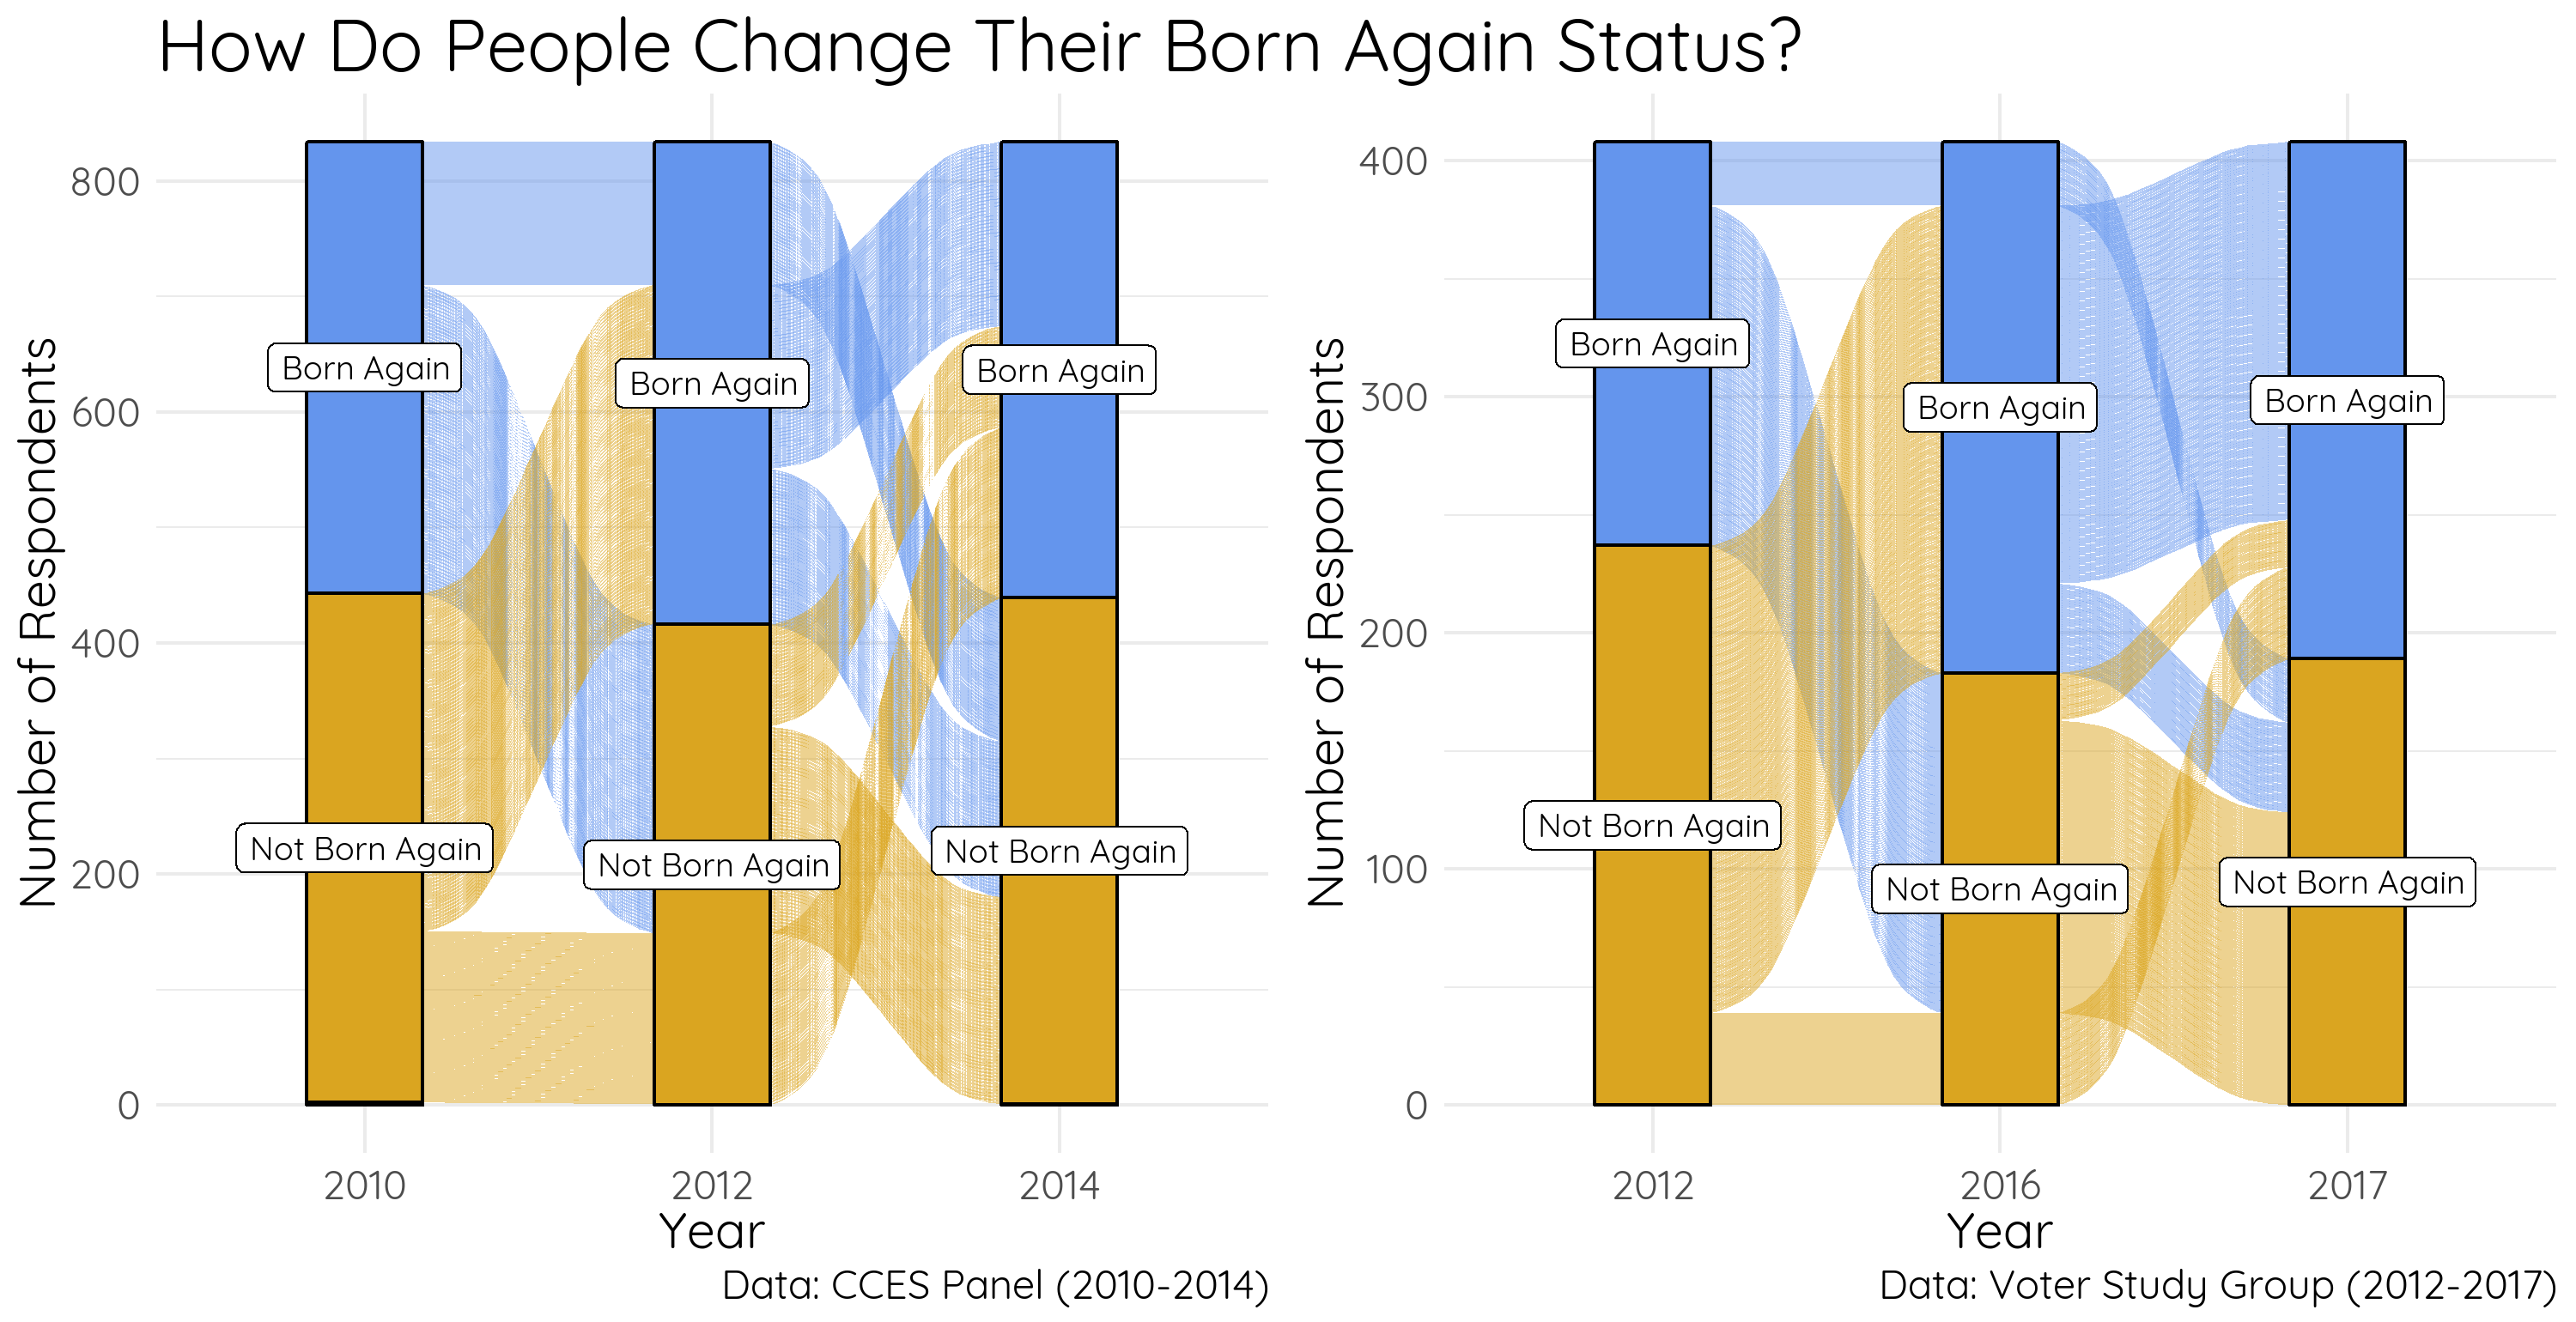 How Do People Change Their Born Again Status?
Number of Respondents
800
600
400
200
0
Born Again
Born Again
Born Again
Not Born Again
Not Born Again
Not Born Again
2010
2012
2014
Year
Data: CCES Panel (2010-2014)
Number of Respondents
400
300
200
100
0
Born Again
Born Again
Born Again
Not Born Again
Not Born Again
Not Born Again
2012
2016
2017
Year
Data: Voter Study Group (2012-2017)